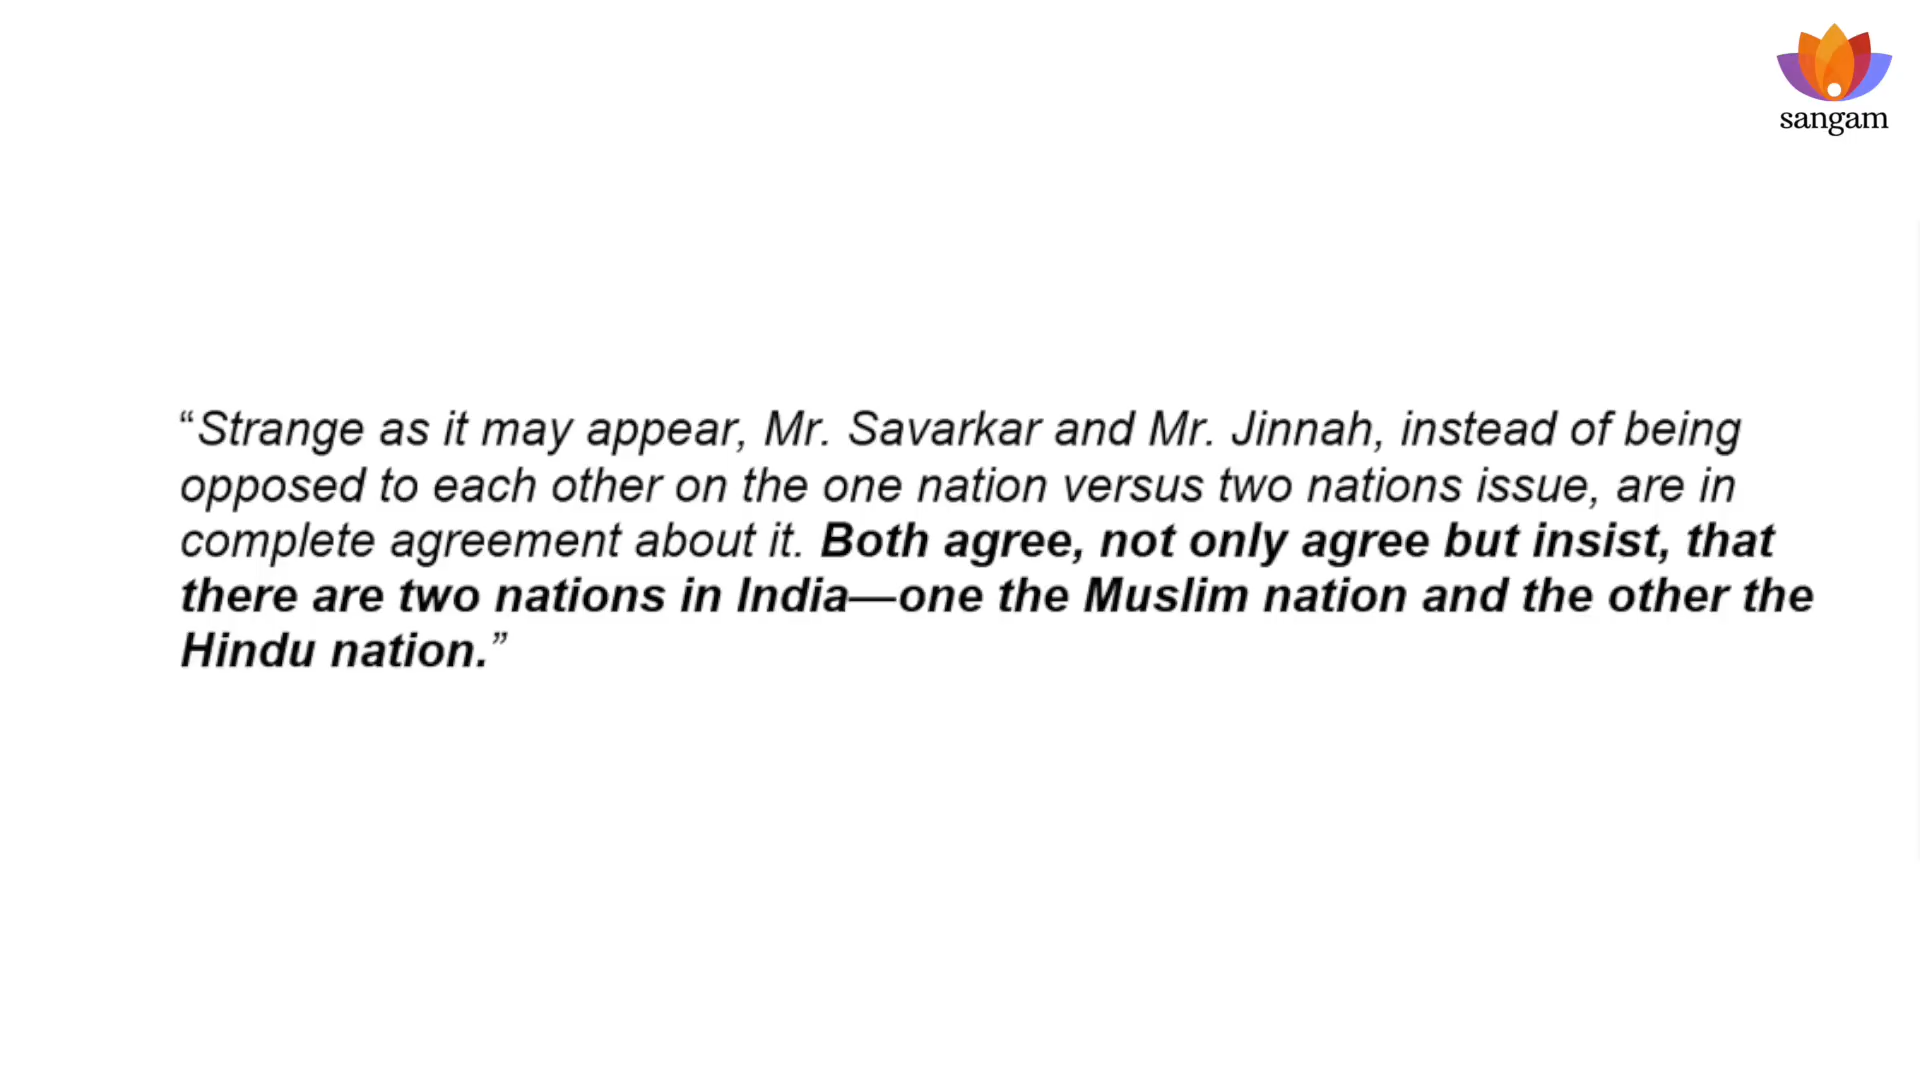 sangam
“Strange as it may appear, Mr. Savarkar and Mr. Jinnah, instead of being
opposed to each other on the one nation versus two nations issue, are in
complete agreement about it. Both agree, not only agree but insist, that
there are two nations in India—one the Muslim nation and the other the
Hindu nation.”